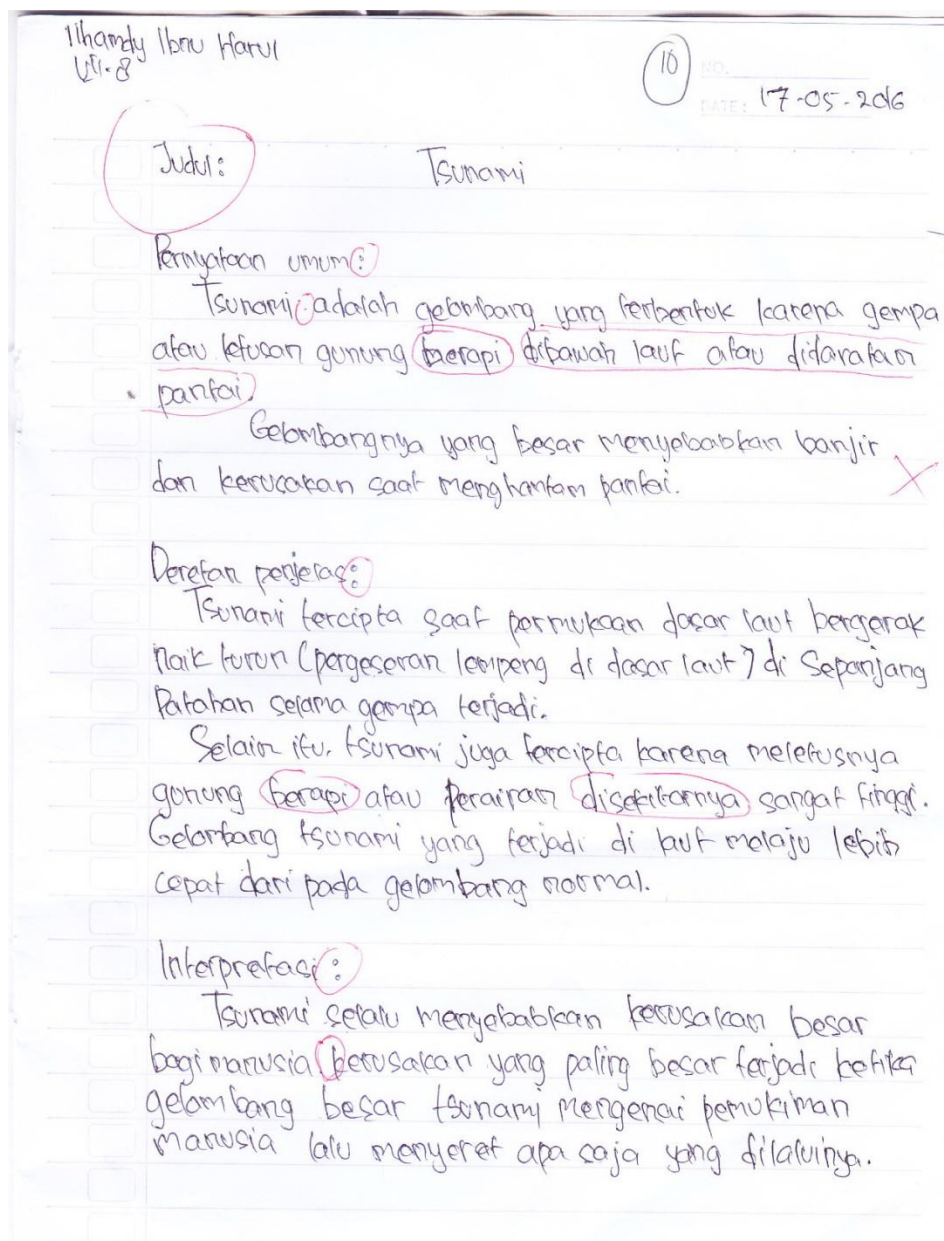 Ilhamdy Ibnu Harul
VII-8
10
NO.
DATE: 17-05-2016
Judul: Tsunami
Pernyataan umum:
Tsunami adalah gelombang yang terbentuk karena gempa
atau letusan gunung berapi dibawah laut atau didaratan
pantai.
Gelombangnya yang besar menyebabkan banjir
dan kerusakan saat menghantam pantai.
Deretan penjelas:
Tsunami tercipta saat permukaan dasar laut bergerak
naik turun (pergeseran lempeng di dasar laut) di Sepanjang
Patahan selama gempa terjadi.
Selain itu, tsunami juga tercipta karena meletusnya
gunung berapi atau perairan disekitarnya sangat tinggi.
Gelombang tsunami yang terjadi di laut melaju lebih
cepat dari pada gelombang normal.
Interpretasi:
Tsunami selalu menyebabkan kerusakan besar
bagi manusia kerusakan yang paling besar terjadi ketika
gelombang besar tsunami mengenai pemukiman
manusia lalu menyeret apa saja yang dilaluinya.